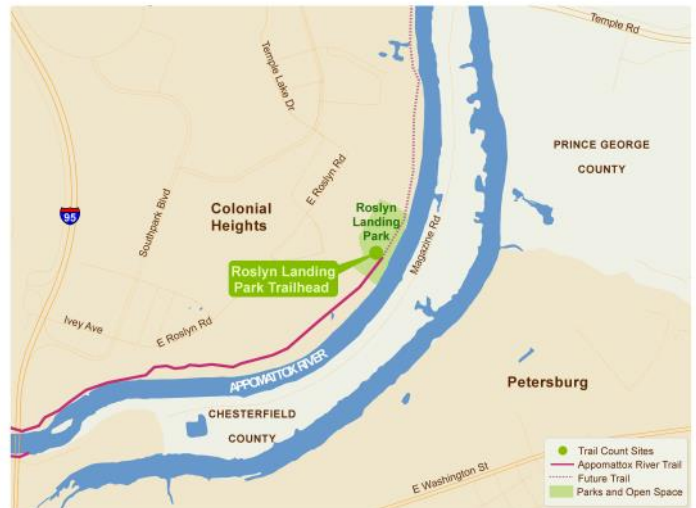 Temple Rd
Temple Lake Dr
PRINCE GEORGE
COUNTY
E Roslyn Rd
Southpark Blvd
95
Colonial
Heights
Roslyn
Landing
Park
Magazine Rd
Roslyn Landing
Park Trailhead
Ivey Ave
E Roslyn Rd
APPOMATTOX RIVER
Petersburg
CHESTERFIELD
COUNTY
E Washington St
Trail Count Sites
Appomattox River Trail
Future Trail
Parks and Open Space